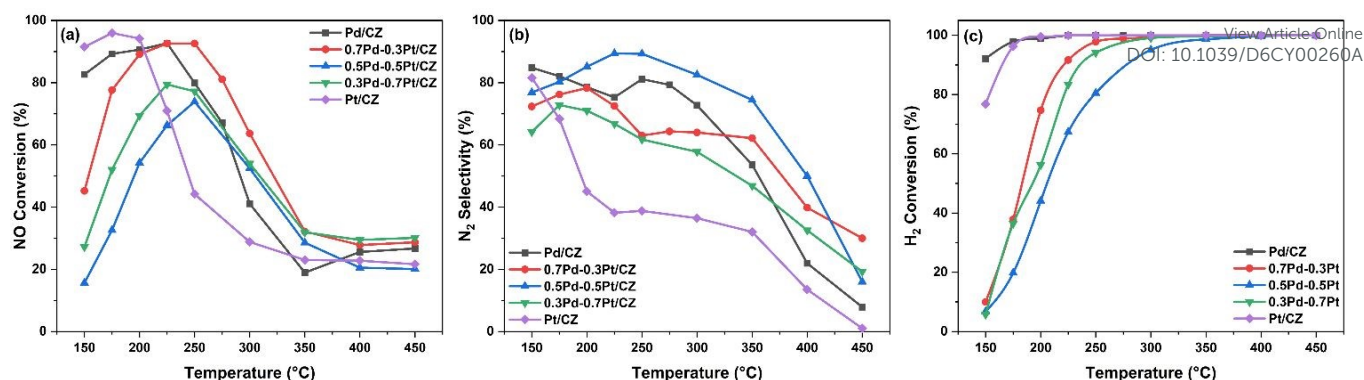 (a)
Pd/CZ
0.7Pd-0.3Pt/CZ
0.5Pd-0.5Pt/CZ
0.3Pd-0.7Pt/CZ
Pt/CZ
NO Conversion (%)
100
80
60
40
20
0
150 200 250 300 350 400 450
Temperature (°C)
(b)
Pd/CZ
0.7Pd-0.3Pt/CZ
0.5Pd-0.5Pt/CZ
0.3Pd-0.7Pt/CZ
Pt/CZ
N₂ Selectivity (%)
100
80
60
40
20
0
150 200 250 300 350 400 450
Temperature (°C)
(c)
View Article Online
DOI: 10.1039/D6CY00260A
Pd/CZ
0.7Pd-0.3Pt
0.5Pd-0.5Pt
0.3Pd-0.7Pt
Pt/CZ
H₂ Conversion (%)
100
80
60
40
20
0
150 200 250 300 350 400 450
Temperature (°C)